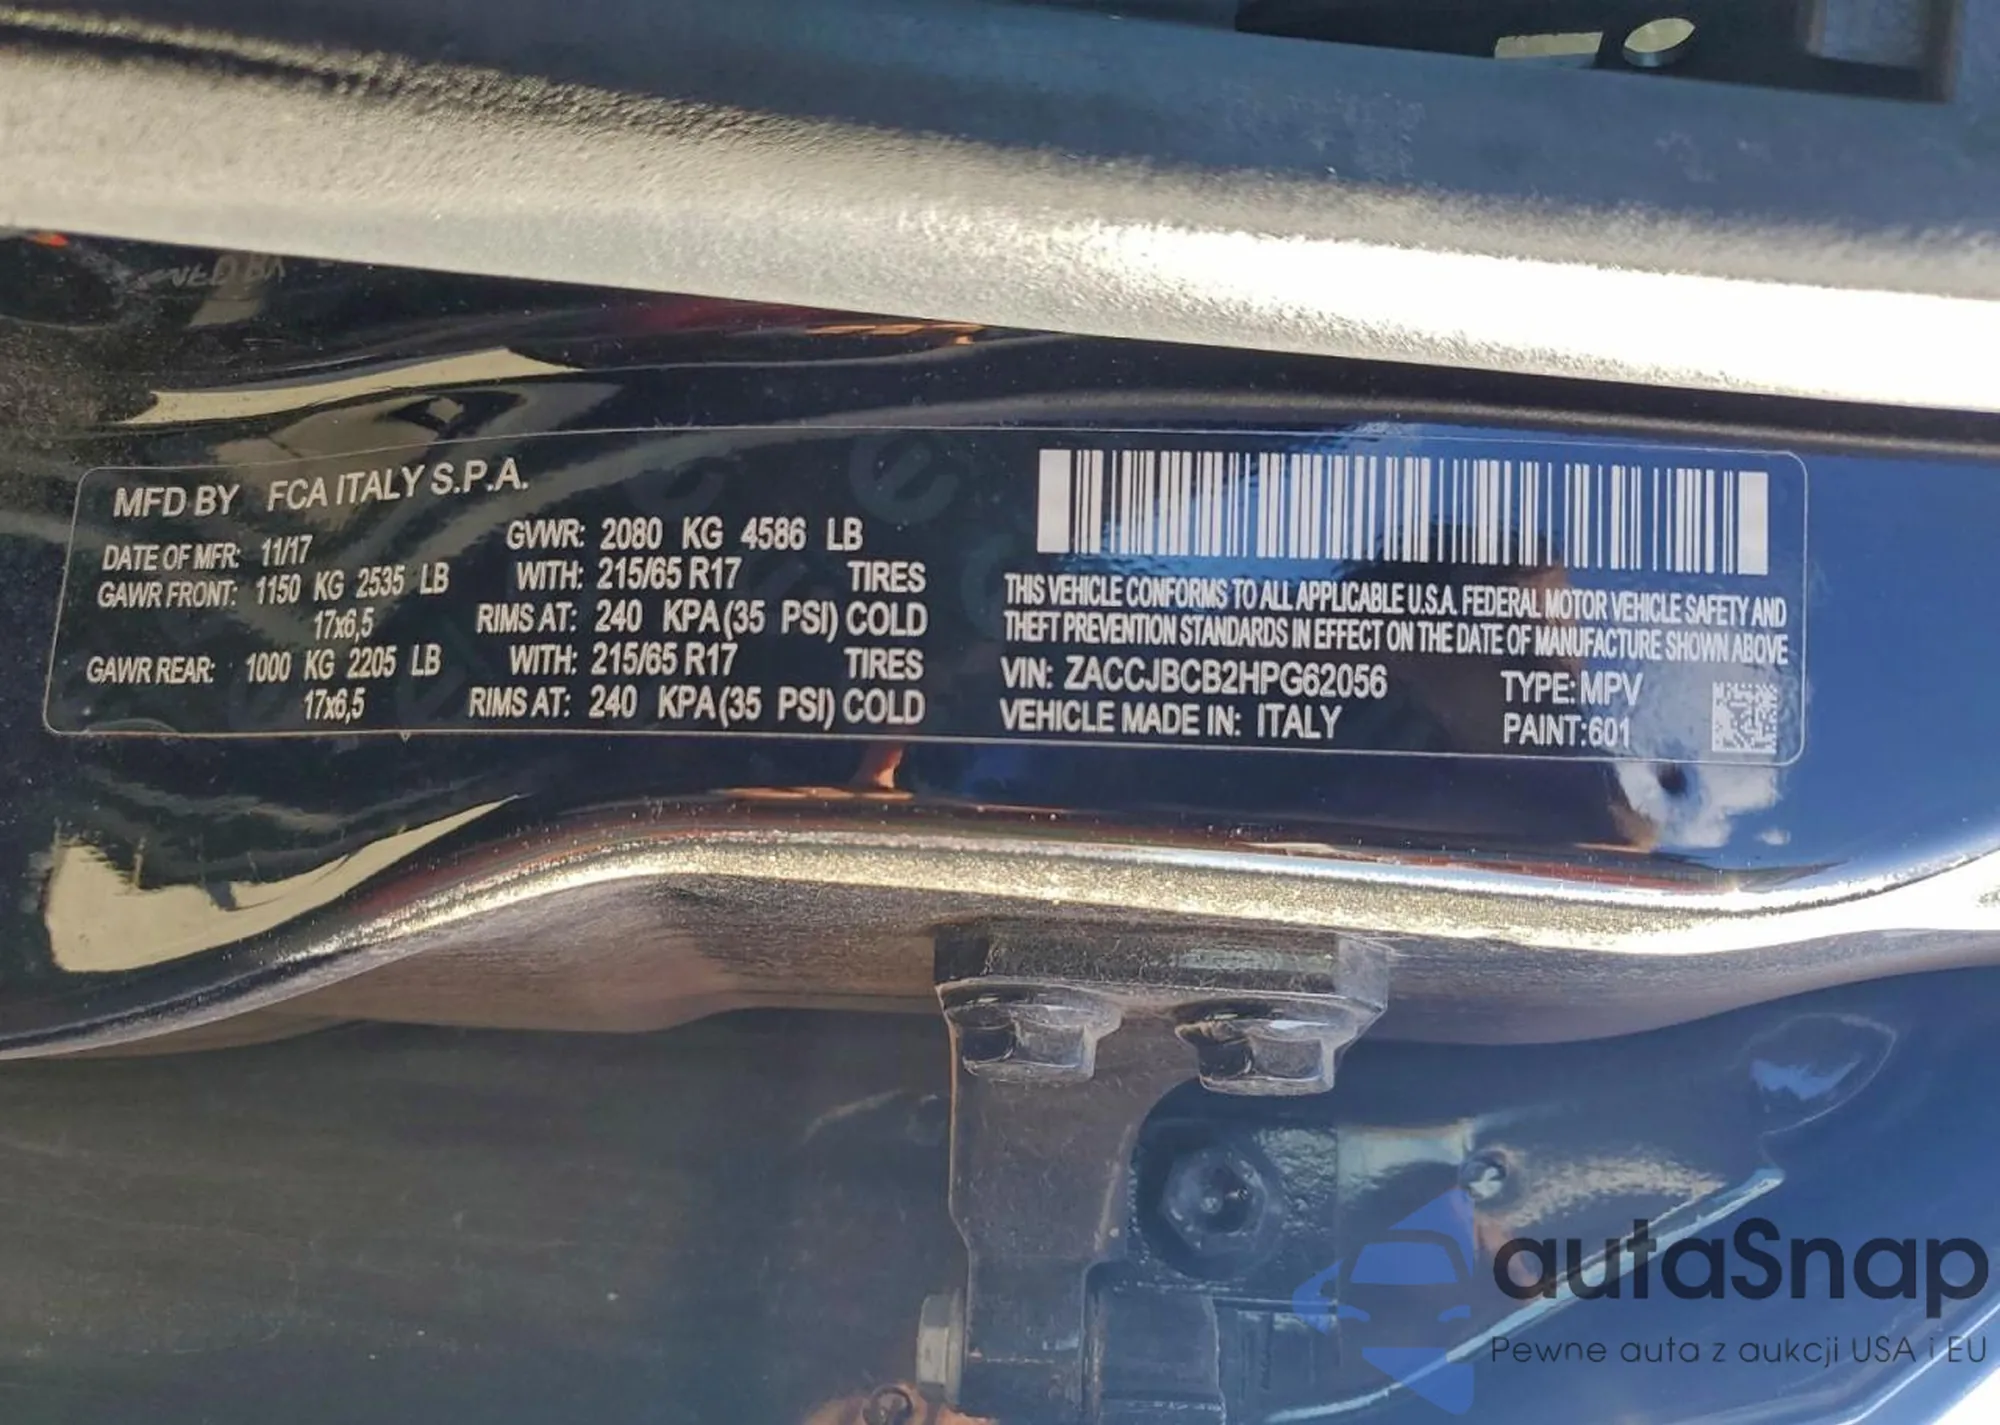 MFD BY FCA ITALY S.P.A.
DATE OF MFR: 11/17
GVWR: 2080 KG 4586 LB
GAWR FRONT: 1150 KG 2535 LB WITH: 215/65 R17 TIRES
17x6,5 RIMS AT: 240 KPA(35 PSI) COLD
GAWR REAR: 1000 KG 2205 LB WITH: 215/65 R17 TIRES
17x6,5 RIMS AT: 240 KPA(35 PSI) COLD
THIS VEHICLE CONFORMS TO ALL APPLICABLE U.S.A. FEDERAL MOTOR VEHICLE SAFETY AND
THEFT PREVENTION STANDARDS IN EFFECT ON THE DATE OF MANUFACTURE SHOWN ABOVE
VIN: ZACCJBCB2HPG62056 TYPE: MPV
VEHICLE MADE IN: ITALY PAINT:601
autaSnap
Pewne auta z aukcji USA i EU